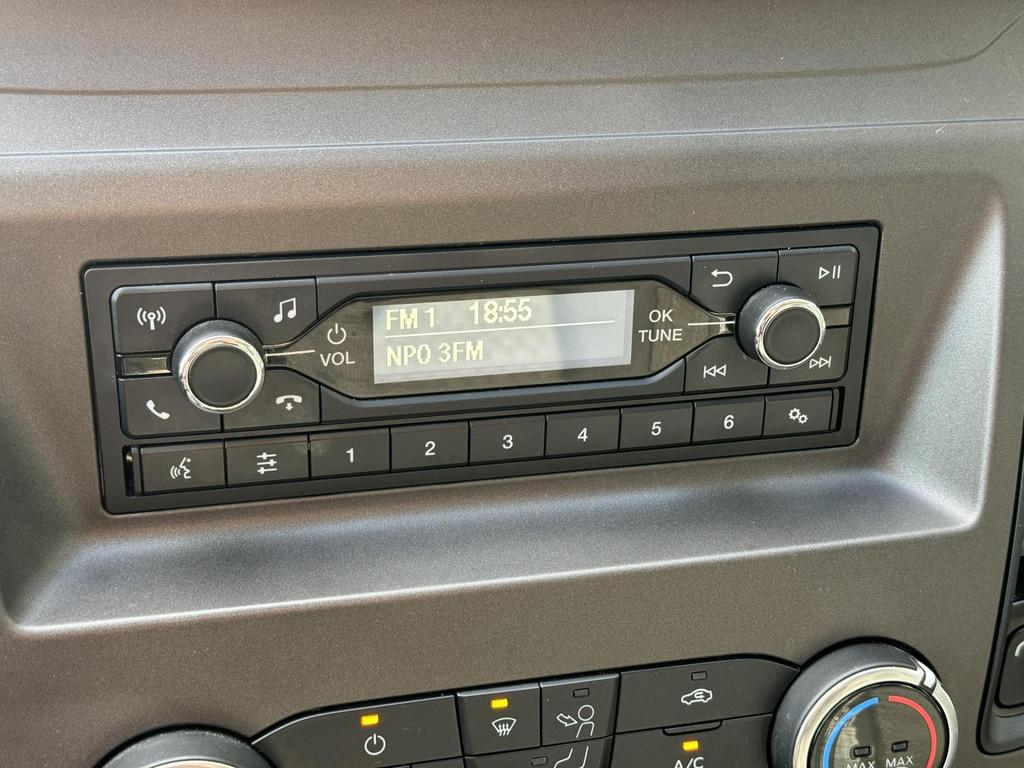 FM 1 18:55
NPO 3FM
VOL
OK
TUNE
1 2 3 4 5 6
A/C
MAX MAX